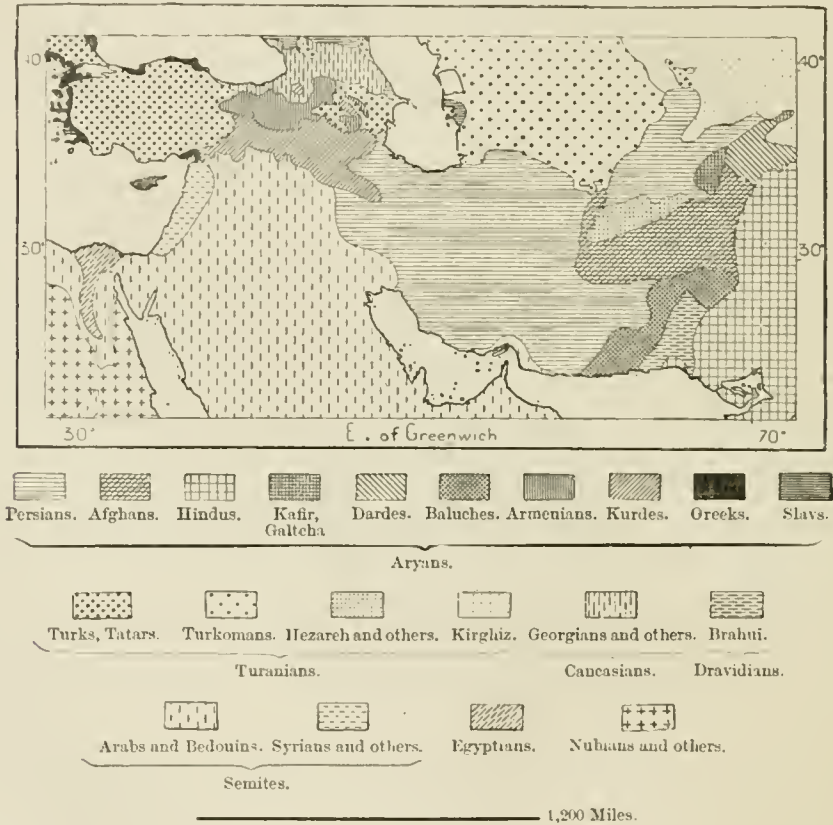 40° 40°
30° 30°
30° E. of Greenwich 70°
Persians. Afghans. Hindus. Kafir, Galtcha Dardes. Baluches. Armenians. Kurdes. Greeks. Slavs.
Aryans.
Turks, Tatars. Turkomans. Hezareh and others. Kirghiz. Georgians and others. Brahui.
Turanians. Caucasians. Dravidians.
Arabs and Bedouins. Syrians and others. Egyptians. Nubians and others.
Semites.
1,200 Miles.